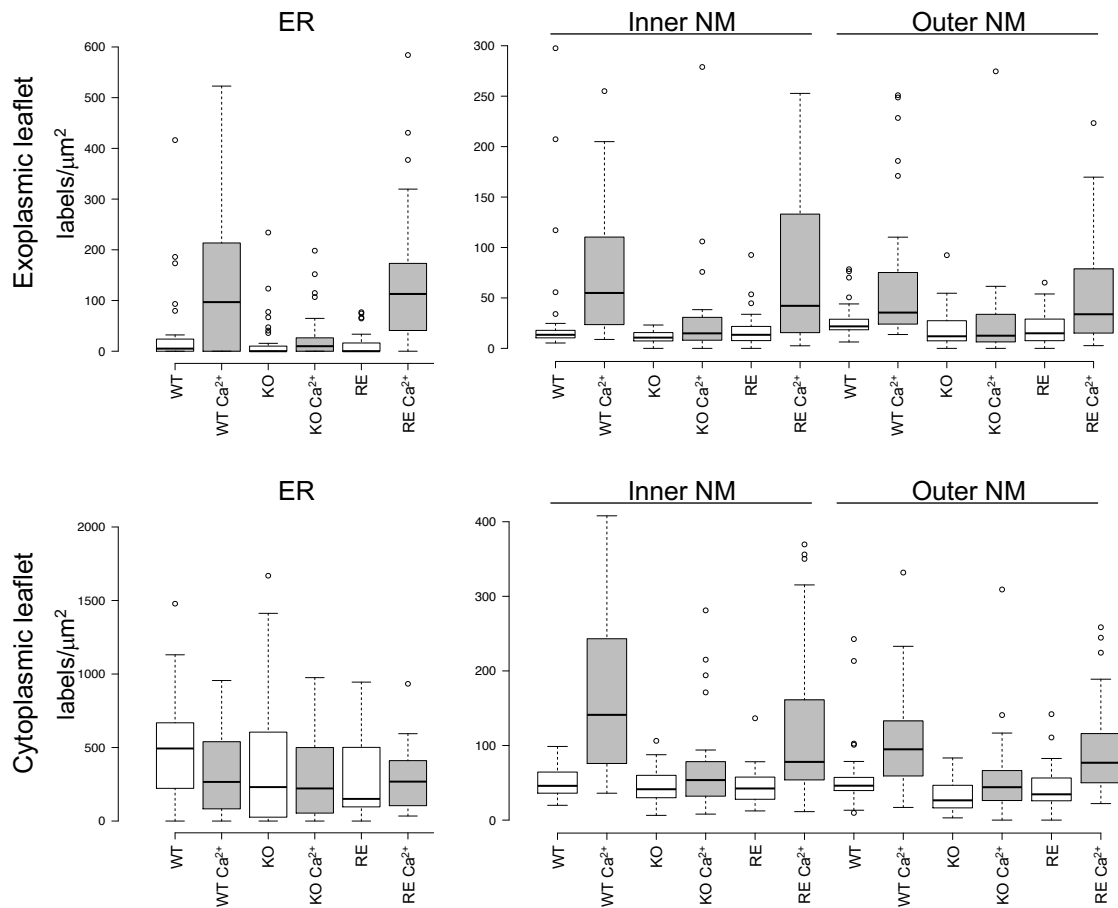 ER
Inner NM
Outer NM
Exoplasmic leaflet
labels/μm²
600
500
400
300
200
100
0
WT
WT Ca²⁺
KO
KO Ca²⁺
RE
RE Ca²⁺
300
250
200
150
100
50
0
WT
WT Ca²⁺
KO
KO Ca²⁺
RE
RE Ca²⁺
WT
WT Ca²⁺
KO
KO Ca²⁺
RE
RE Ca²⁺
ER
Inner NM
Outer NM
Cytoplasmic leaflet
labels/μm²
2000
1500
1000
500
0
WT
WT Ca²⁺
KO
KO Ca²⁺
RE
RE Ca²⁺
400
300
200
100
0
WT
WT Ca²⁺
KO
KO Ca²⁺
RE
RE Ca²⁺
WT
WT Ca²⁺
KO
KO Ca²⁺
RE
RE Ca²⁺